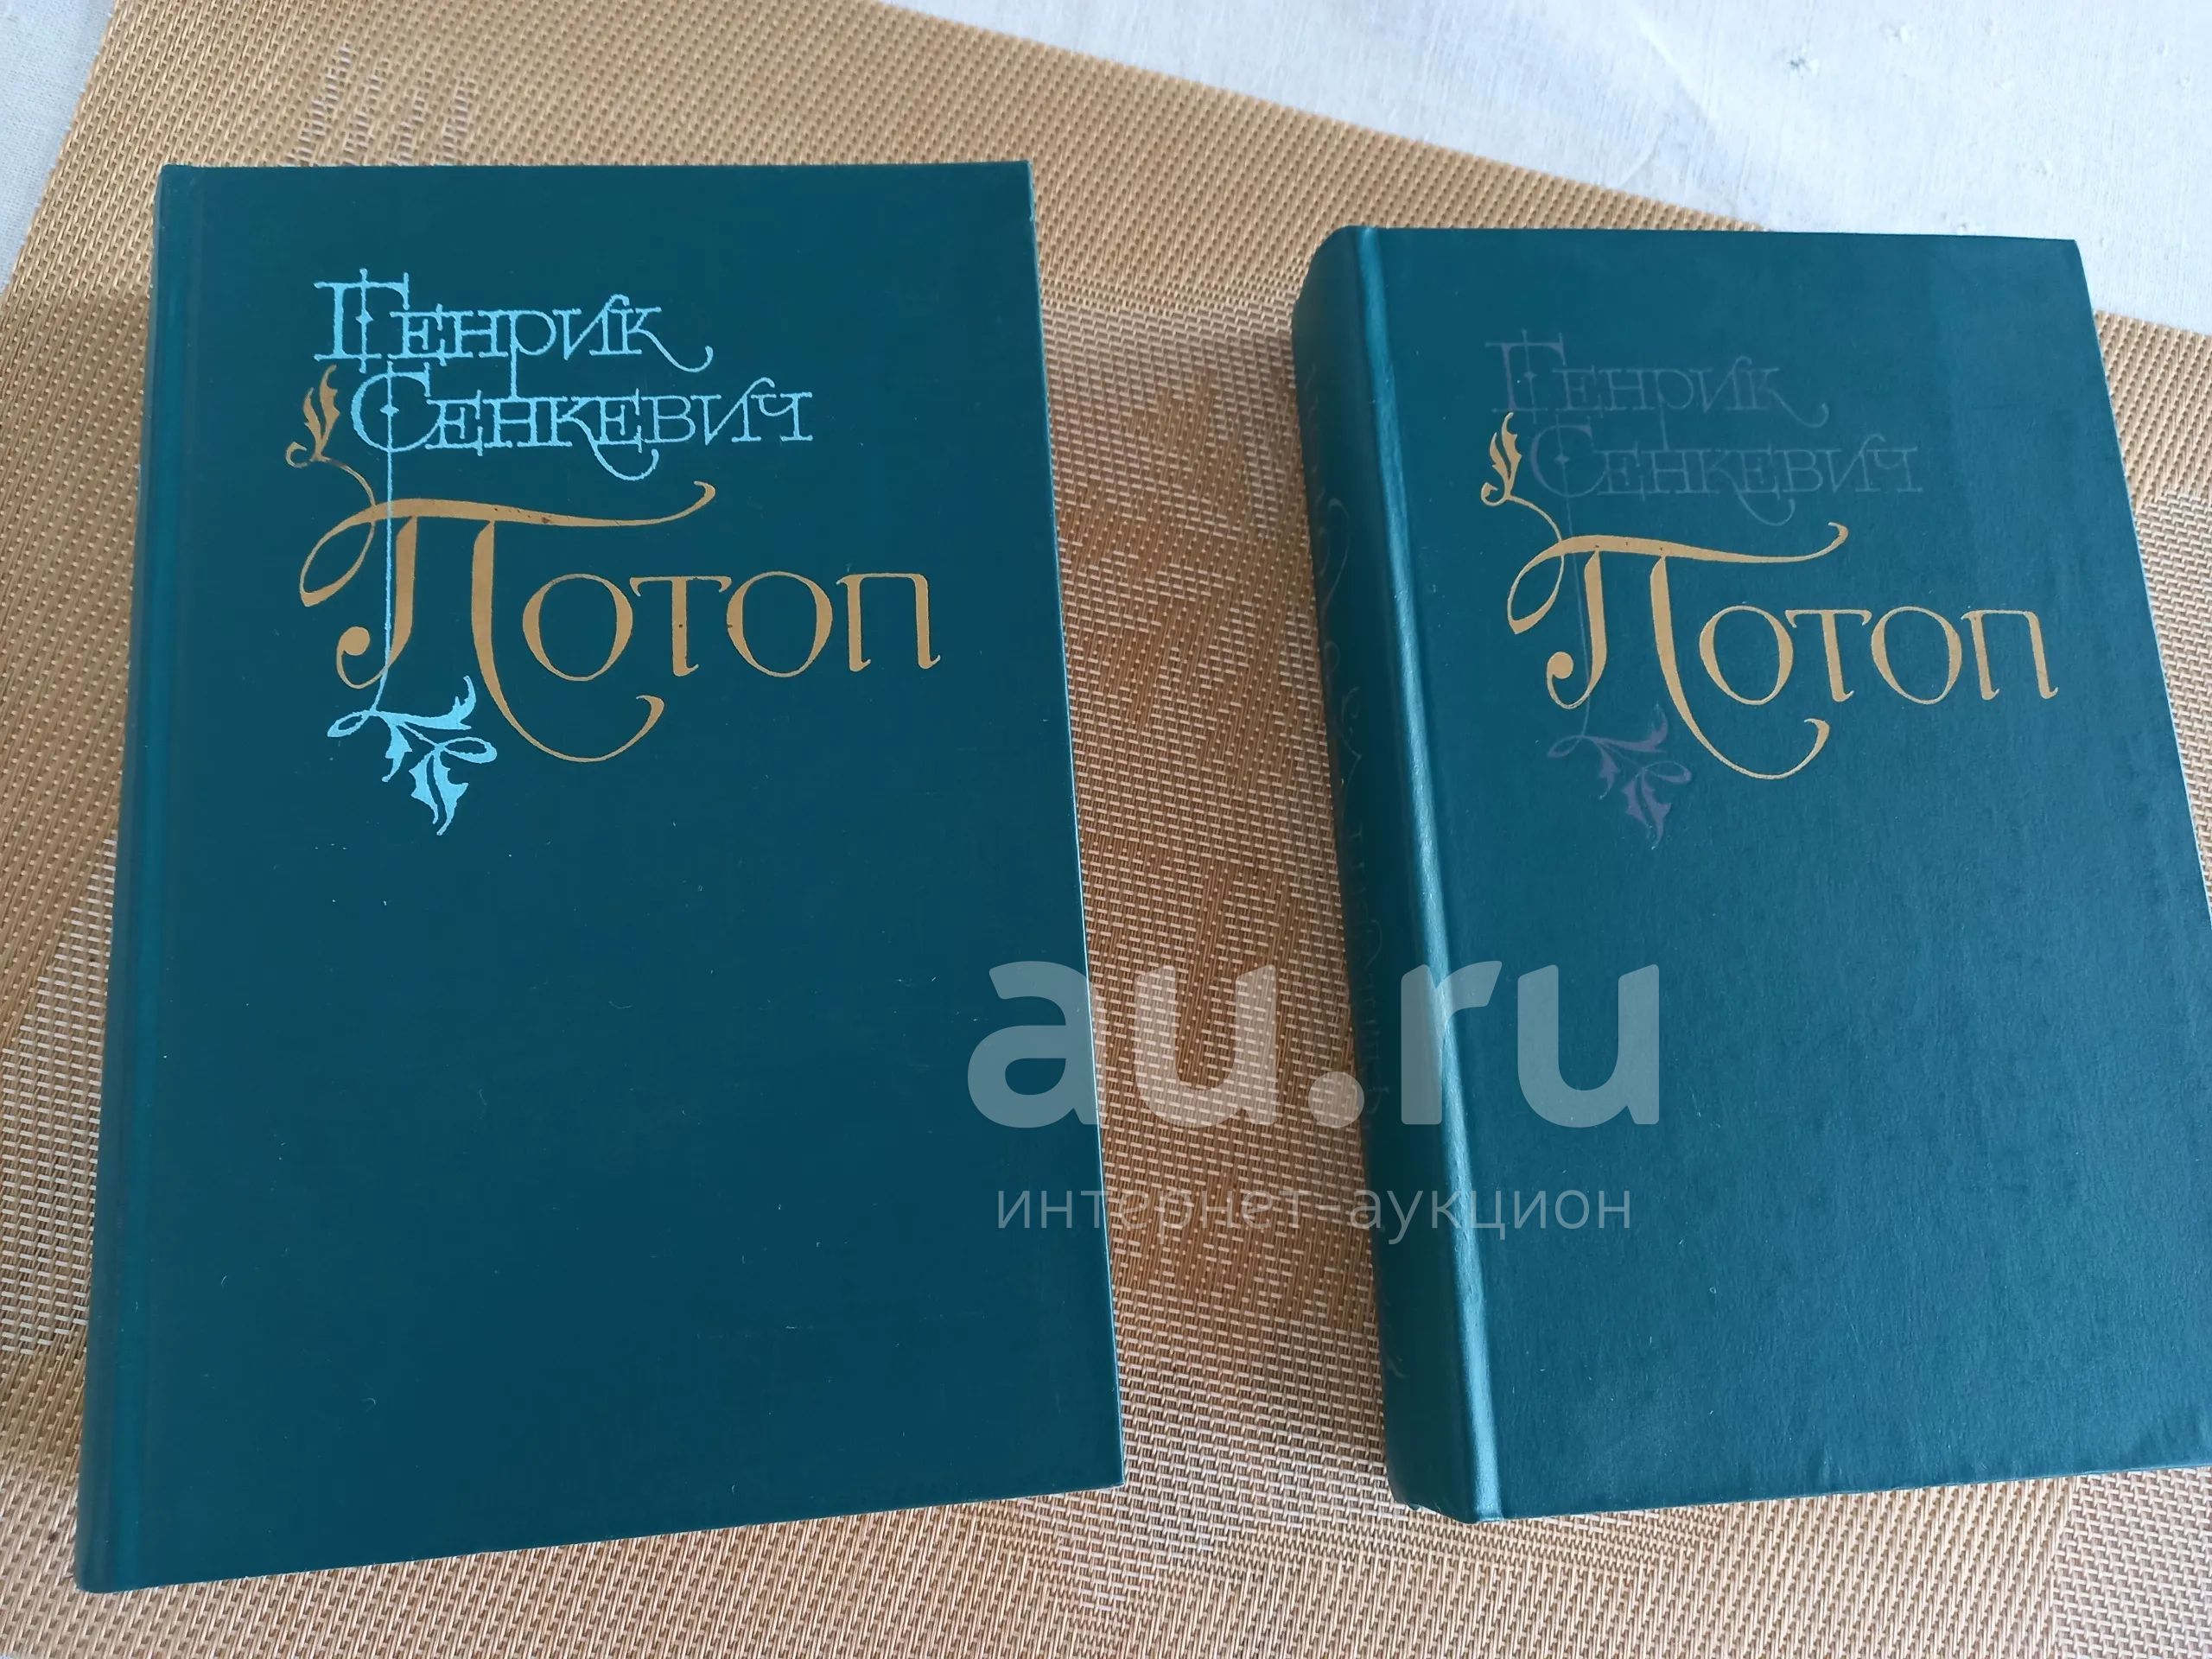 Генрик
Сенкевич
Потоп
Генрик
Сенкевич
Потоп
au.ru
интернет-аукцион